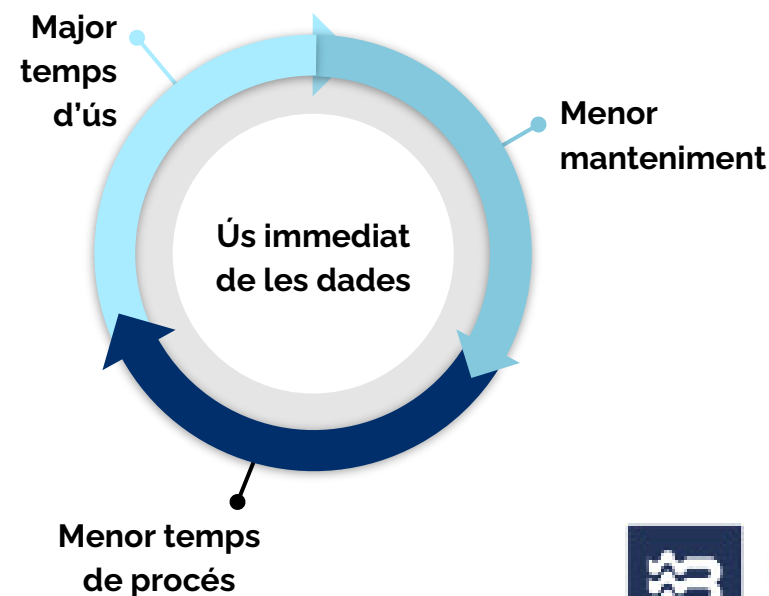 Major
temps
d'ús
Menor
manteniment
Ús immediat
de les dades
Menor temps
de procés